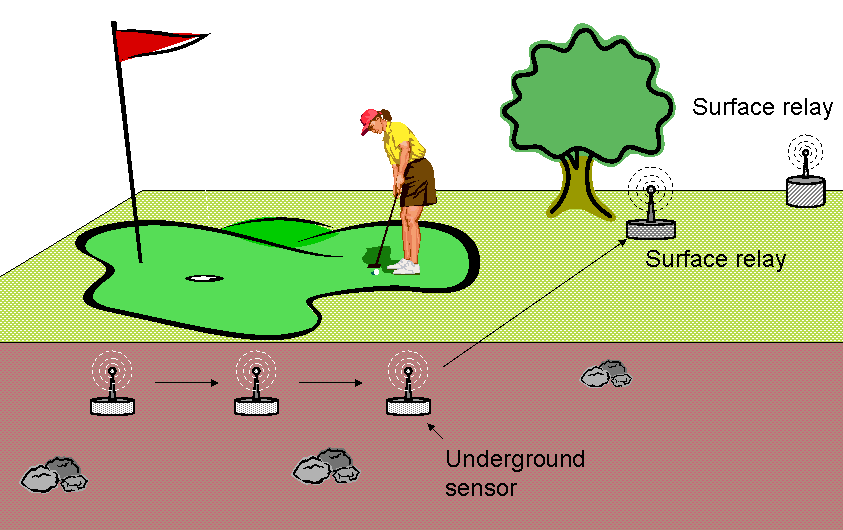 Surface relay
Surface relay
Underground
sensor